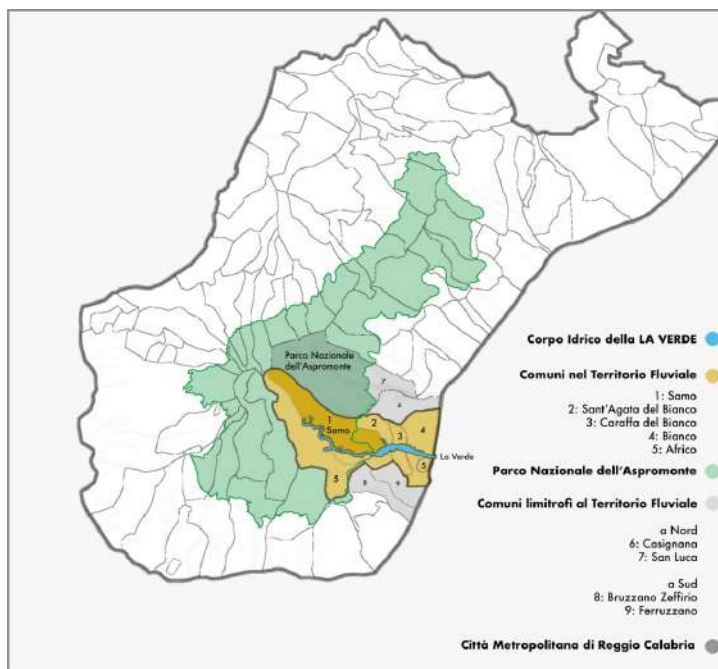 Parco Nazionale
dell'Aspromonte
7
6
1
Samo
2
3
4
La Verde
5
5
8
9
Corpo Idrico della LA VERDE
Comuni nel Territorio Fluviale
1: Samo
2: Sant'Agata del Bianco
3: Caraffa del Bianco
4: Bianco
5: Africo
Parco Nazionale dell'Aspromonte
Comuni limitrofi al Territorio Fluviale
a Nord
6: Casignana
7: San Luca
a Sud
8: Bruzzano Zeffirio
9: Ferruzzano
Città Metropolitana di Reggio Calabria